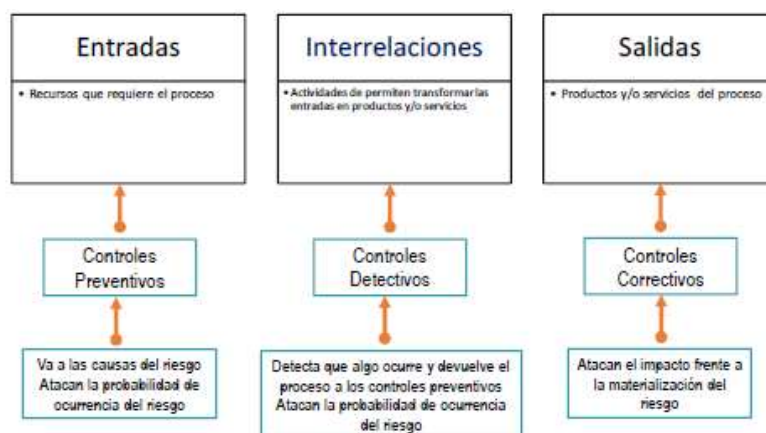 Entradas
• Recursos que requiere el proceso
Interrelaciones
• Actividades de permiten transformar las
entradas en productos y/o servicios
Salidas
• Productos y/o servicios del proceso
Controles
Preventivos
Controles
Detectivos
Controles
Correctivos
Va a las causas del riesgo
Atacan la probabilidad de
ocurrencia del riesgo
Detecta que algo ocurre y devuelve el
proceso a los controles preventivos
Atacan la probabilidad de ocurrencia
del riesgo
Atacan el impacto frente a
la materialización del
riesgo